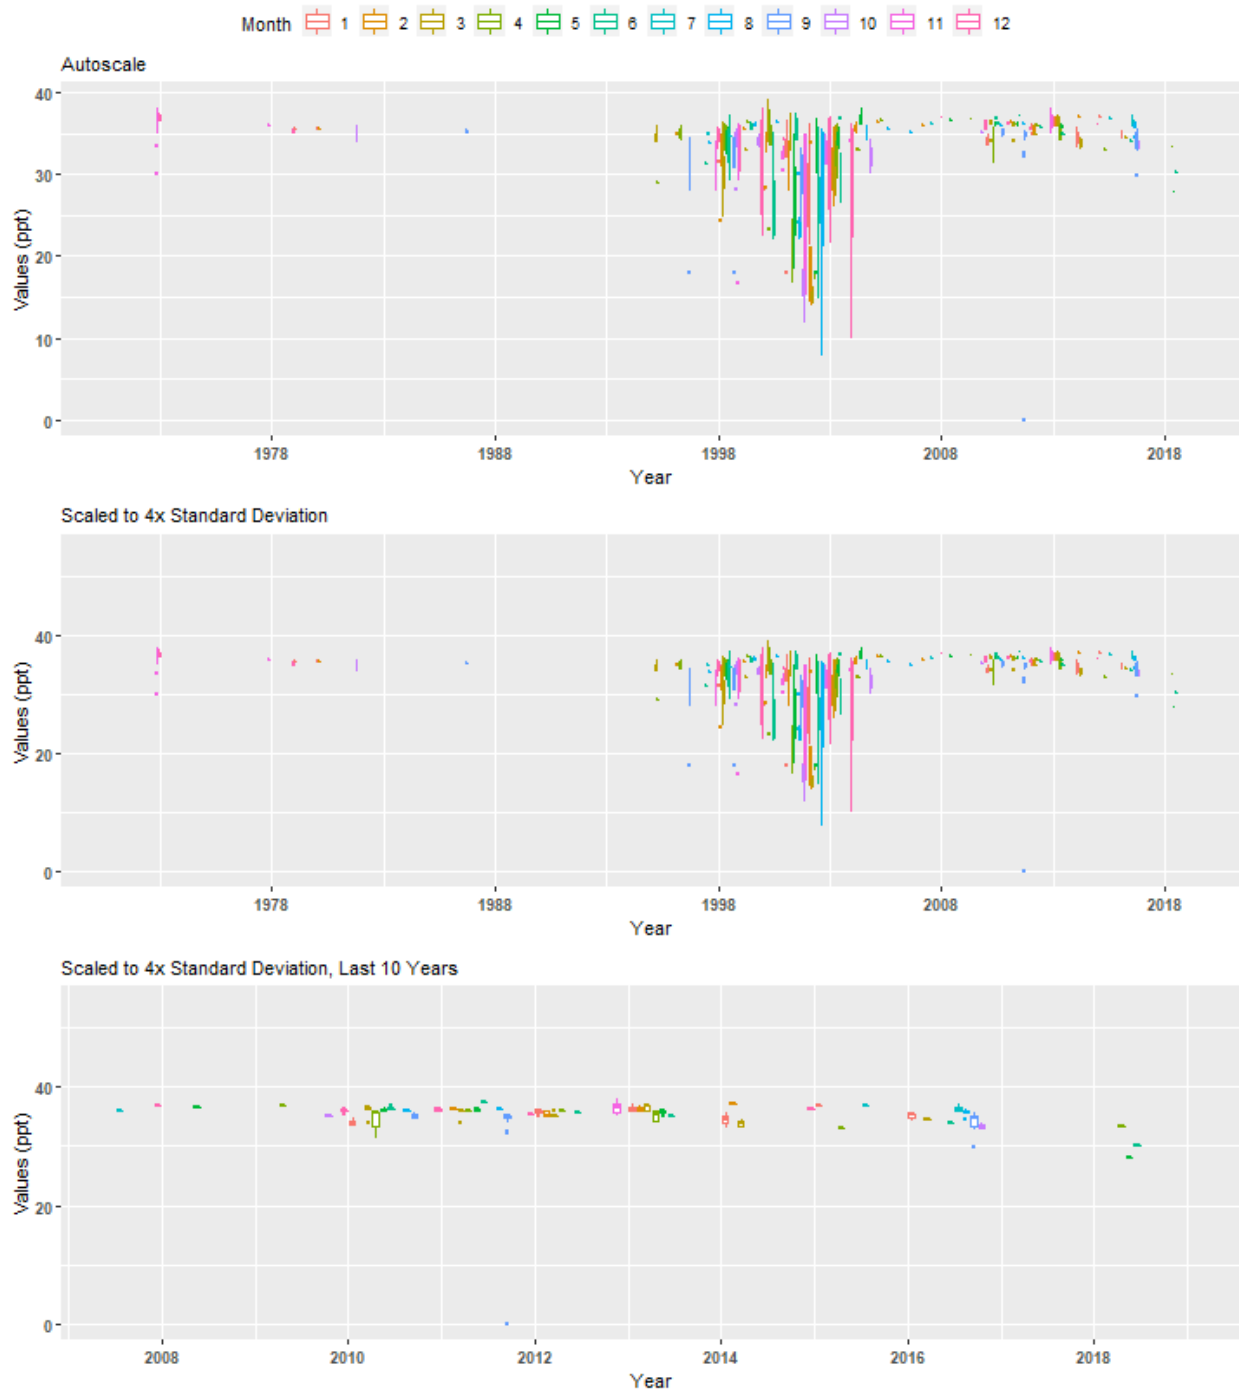 Month 1 2 3 4 5 6 7 8 9 10 11 12
Autoscale
40
30
20
10
0
Values (ppt)
1978 1988 1998 2008 2018
Year
Scaled to 4x Standard Deviation
40
20
0
Values (ppt)
1978 1988 1998 2008 2018
Year
Scaled to 4x Standard Deviation, Last 10 Years
40
20
0
Values (ppt)
2008 2010 2012 2014 2016 2018
Year